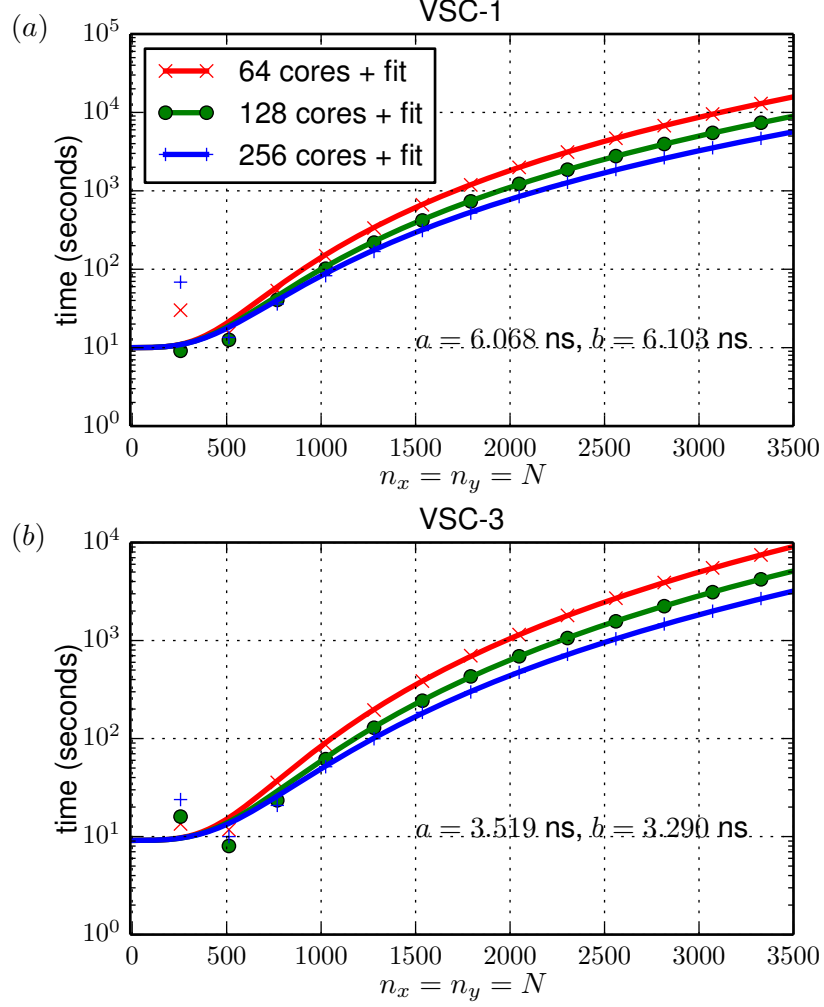 (a)
VSC-1
10^5
10^4
10^3
10^2
10^1
10^0
time (seconds)
64 cores + fit
128 cores + fit
256 cores + fit
a = 6.068 ns, b = 6.103 ns
0 500 1000 1500 2000 2500 3000 3500
n_x = n_y = N
(b)
VSC-3
10^4
10^3
10^2
10^1
10^0
time (seconds)
a = 3.519 ns, b = 3.290 ns
0 500 1000 1500 2000 2500 3000 3500
n_x = n_y = N